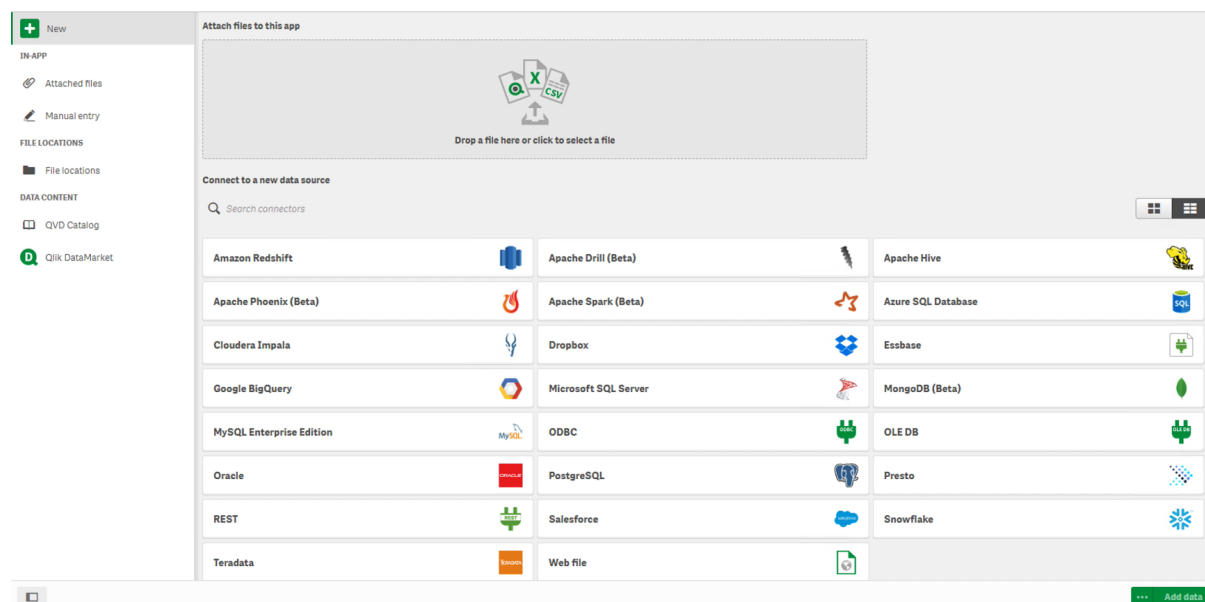 New
IN-APP
Attached files
Manual entry
FILE LOCATIONS
File locations
DATA CONTENT
QVD Catalog
D
Qlik DataMarket
Attach files to this app
X
CSV
Drop a file here or click to select a file
Connect to a new data source
Search connectors
Amazon Redshift
Apache Drill (Beta)
Apache Hive
HIVE
Apache Phoenix (Beta)
Apache Spark (Beta)
Azure SQL Database
SQL
Cloudera Impala
Dropbox
Essbase
Google BigQuery
Microsoft SQL Server
MongoDB (Beta)
MySQL Enterprise Edition
MySQL
ODBC
ODBC
OLE DB
OLE DB
Oracle
ORACLE
PostgreSQL
Presto
REST
REST
Salesforce
salesforce
Snowflake
Teradata
TERADATA
Web file
Add data